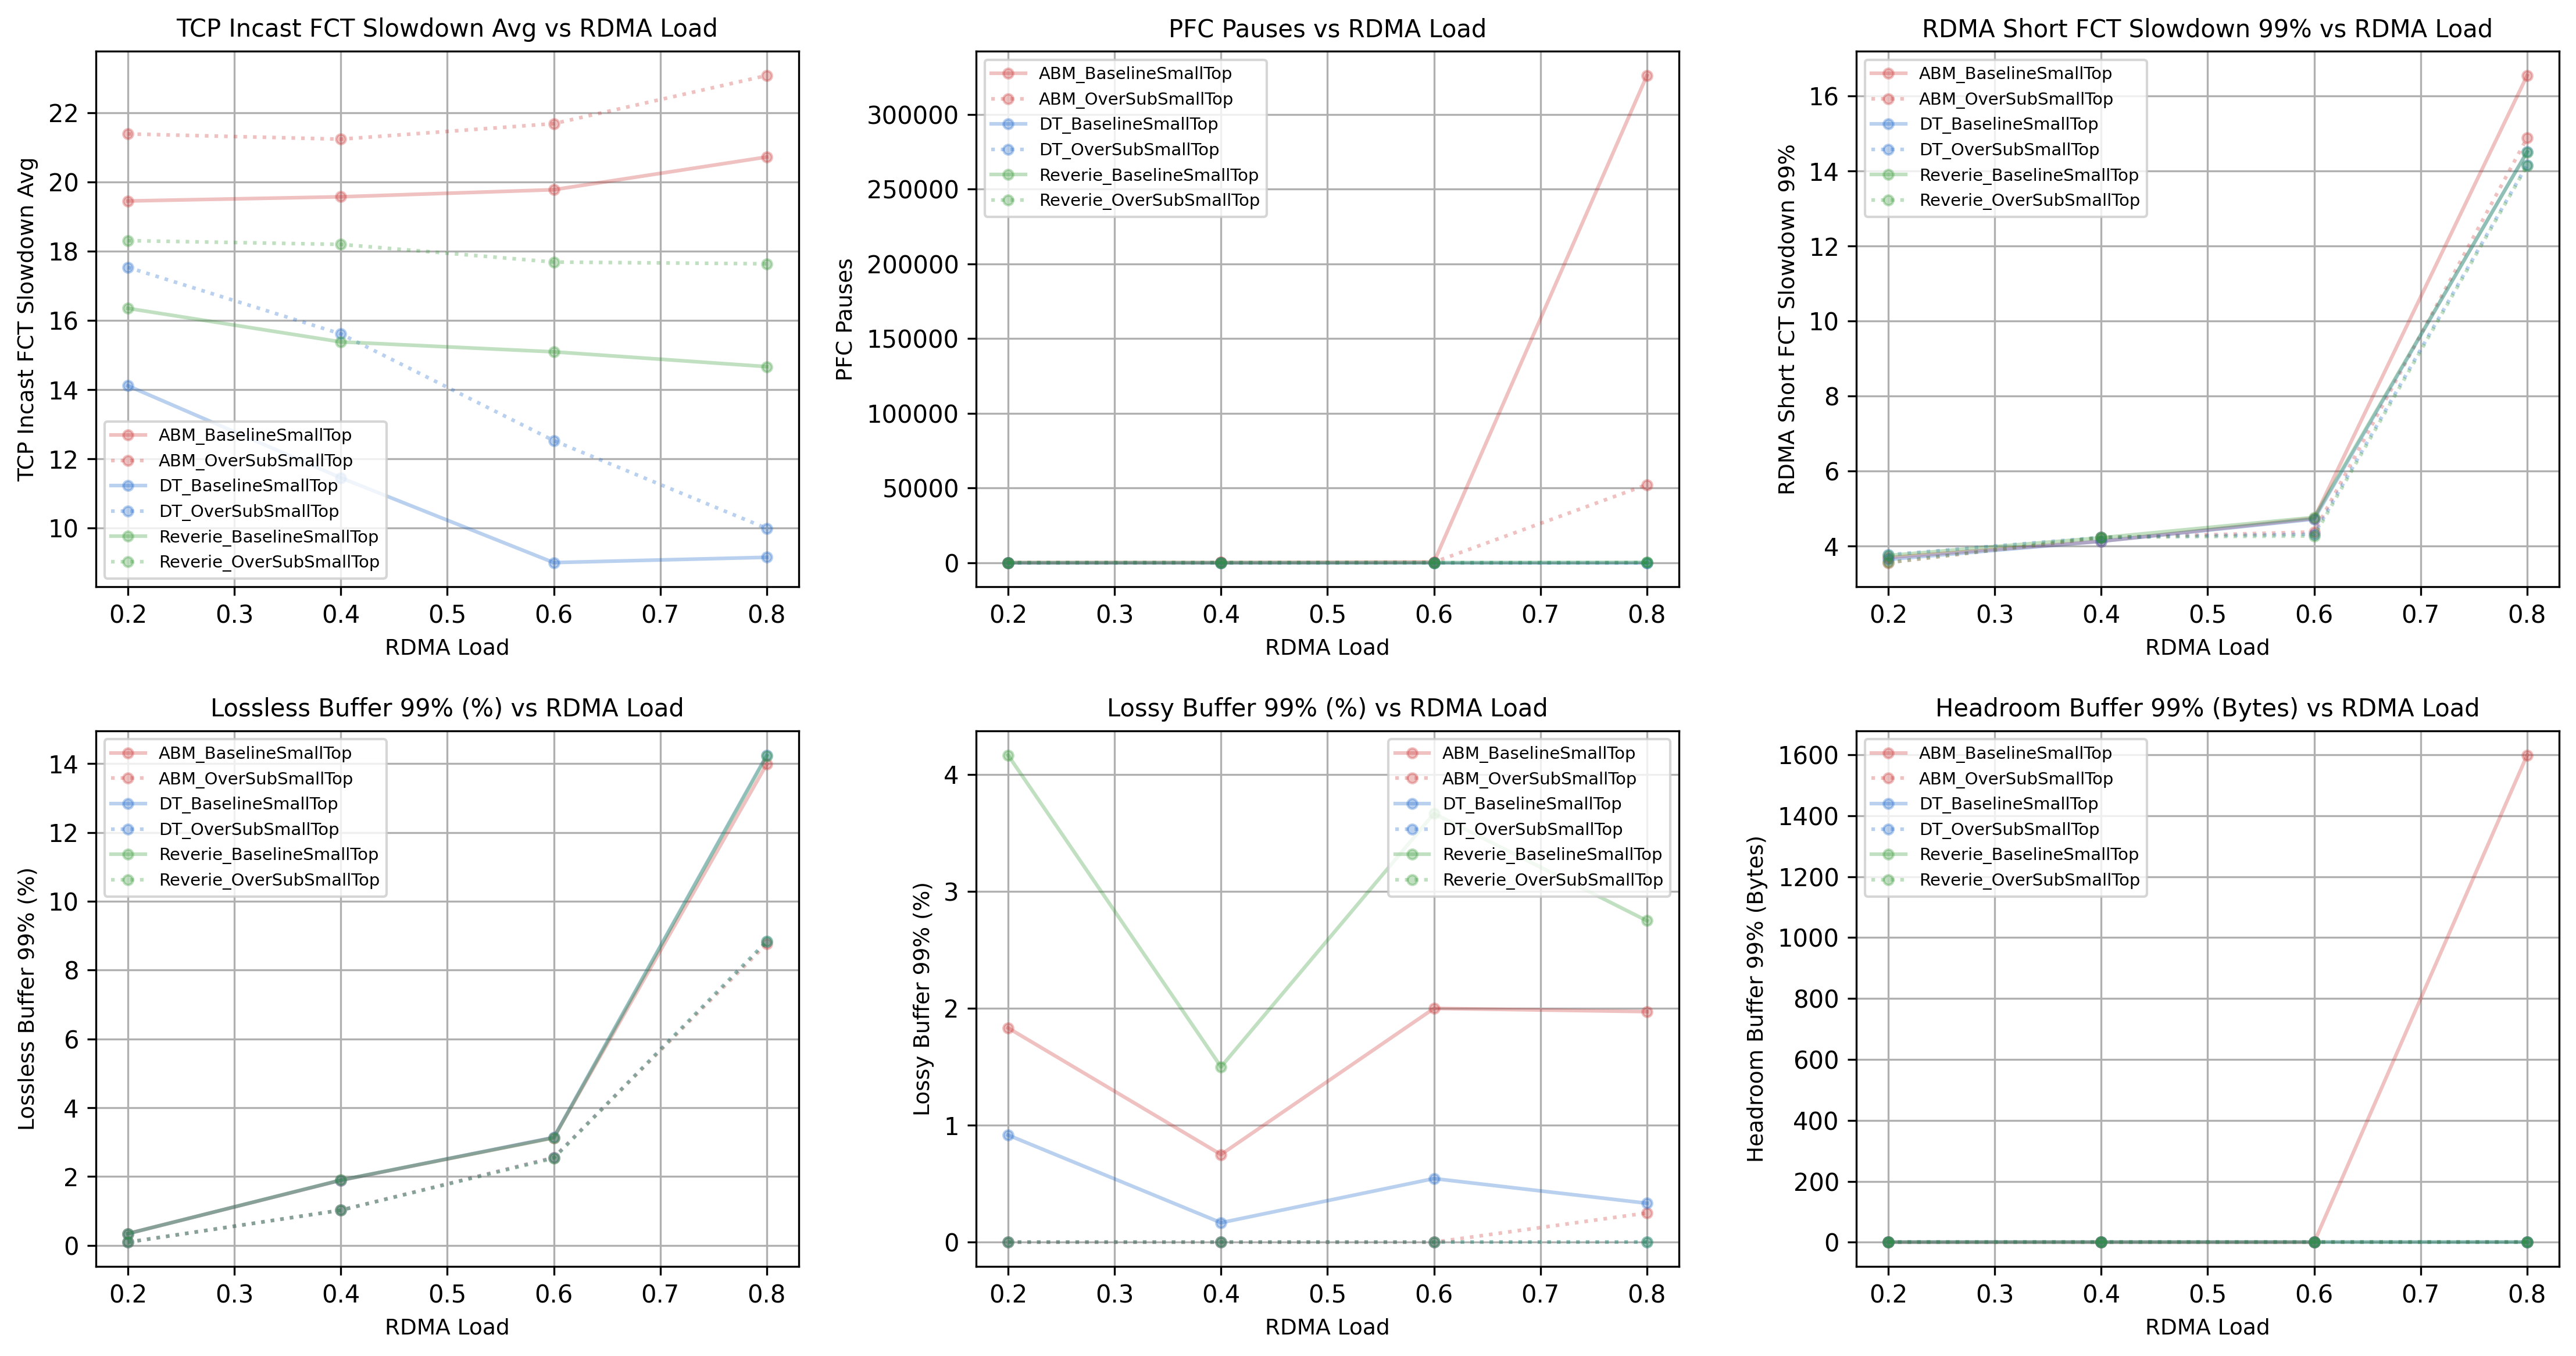 TCP Incast FCT Slowdown Avg vs RDMA Load
TCP Incast FCT Slowdown Avg
22
20
18
16
14
12
10
ABM_BaselineSmallTop
ABM_OverSubSmallTop
DT_BaselineSmallTop
DT_OverSubSmallTop
Reverie_BaselineSmallTop
Reverie_OverSubSmallTop
0.2 0.3 0.4 0.5 0.6 0.7 0.8
RDMA Load
PFC Pauses vs RDMA Load
PFC Pauses
300000
250000
200000
150000
100000
50000
0
ABM_BaselineSmallTop
ABM_OverSubSmallTop
DT_BaselineSmallTop
DT_OverSubSmallTop
Reverie_BaselineSmallTop
Reverie_OverSubSmallTop
0.2 0.3 0.4 0.5 0.6 0.7 0.8
RDMA Load
RDMA Short FCT Slowdown 99% vs RDMA Load
RDMA Short FCT Slowdown 99%
16
14
12
10
8
6
4
ABM_BaselineSmallTop
ABM_OverSubSmallTop
DT_BaselineSmallTop
DT_OverSubSmallTop
Reverie_BaselineSmallTop
Reverie_OverSubSmallTop
0.2 0.3 0.4 0.5 0.6 0.7 0.8
RDMA Load
Lossless Buffer 99% (%) vs RDMA Load
Lossless Buffer 99% (%)
14
12
10
8
6
4
2
0
ABM_BaselineSmallTop
ABM_OverSubSmallTop
DT_BaselineSmallTop
DT_OverSubSmallTop
Reverie_BaselineSmallTop
Reverie_OverSubSmallTop
0.2 0.3 0.4 0.5 0.6 0.7 0.8
RDMA Load
Lossy Buffer 99% (%) vs RDMA Load
Lossy Buffer 99% (%)
4
3
2
1
0
ABM_BaselineSmallTop
ABM_OverSubSmallTop
DT_BaselineSmallTop
DT_OverSubSmallTop
Reverie_BaselineSmallTop
Reverie_OverSubSmallTop
0.2 0.3 0.4 0.5 0.6 0.7 0.8
RDMA Load
Headroom Buffer 99% (Bytes) vs RDMA Load
Headroom Buffer 99% (Bytes)
1600
1400
1200
1000
800
600
400
200
0
ABM_BaselineSmallTop
ABM_OverSubSmallTop
DT_BaselineSmallTop
DT_OverSubSmallTop
Reverie_BaselineSmallTop
Reverie_OverSubSmallTop
0.2 0.3 0.4 0.5 0.6 0.7 0.8
RDMA Load